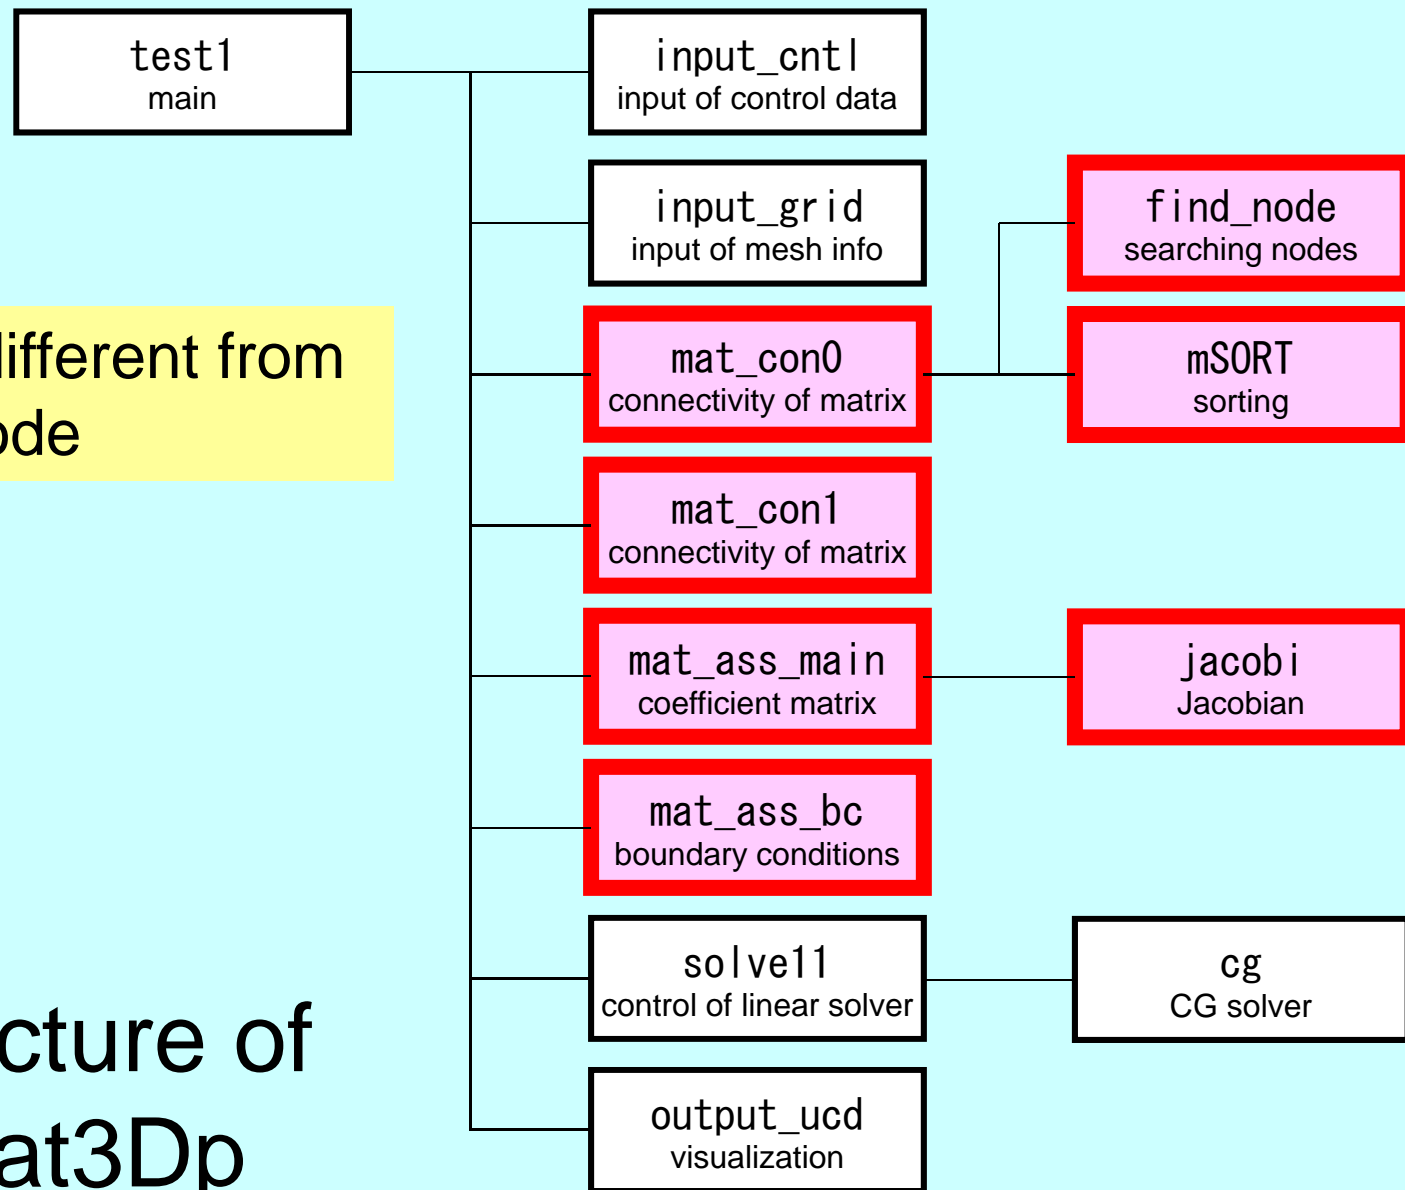 test1
main
input_cntl
input of control data
input_grid
input of mesh info
find_node
searching nodes
different from
ode
mat_con0
connectivity of matrix
mSORT
sorting
mat_con1
connectivity of matrix
mat_ass_main
coefficient matrix
jacobi
Jacobian
mat_ass_bc
boundary conditions
solve11
control of linear solver
cg
CG solver
cture of
at3Dp
output_ucd
visualization